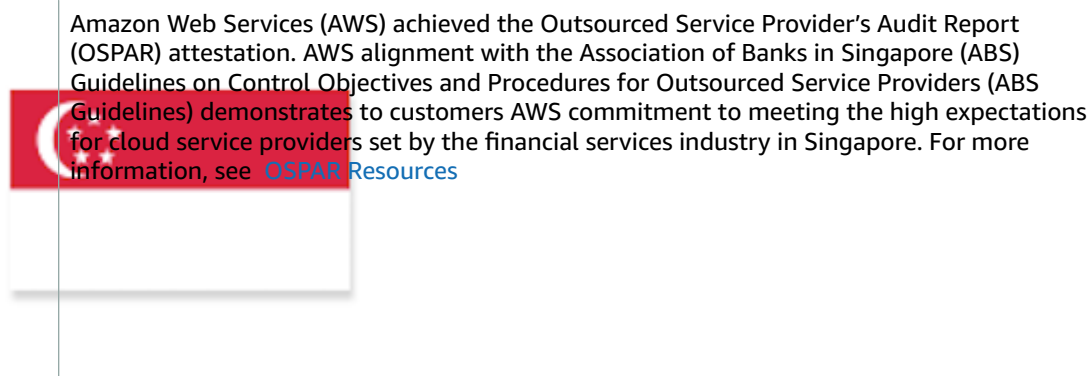 Amazon Web Services (AWS) achieved the Outsourced Service Provider’s Audit Report
(OSPAR) attestation. AWS alignment with the Association of Banks in Singapore (ABS)
Guidelines on Control Objectives and Procedures for Outsourced Service Providers (ABS
Guidelines) demonstrates to customers AWS commitment to meeting the high expectations
for cloud service providers set by the financial services industry in Singapore. For more
information, see OSPAR Resources